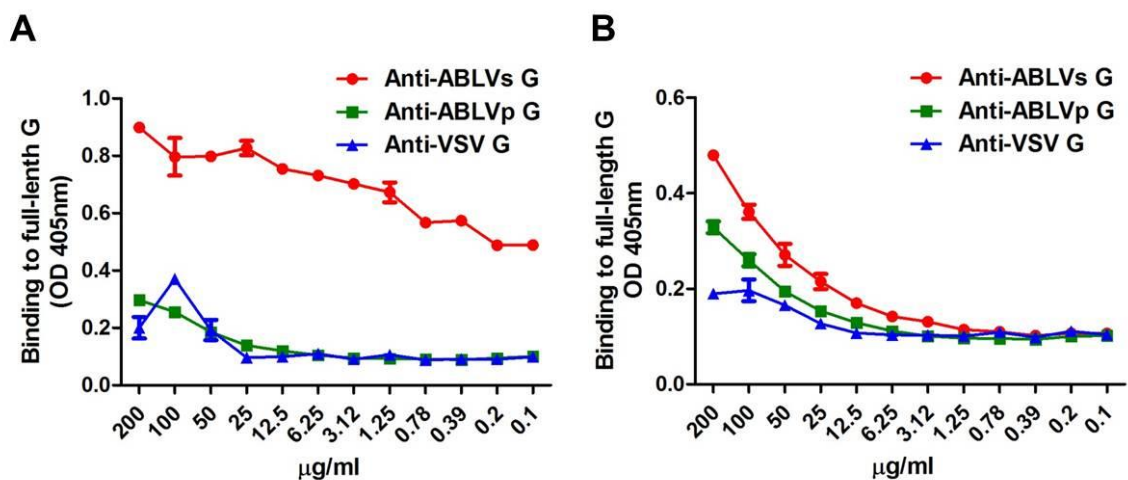 A
Anti-ABLVs G
Anti-ABLVp G
Anti-VSV G
Binding to full-lenth G
(OD 405nm)
1.0
0.8
0.6
0.4
0.2
0.0
200
100
50
25
12.5
6.25
3.12
1.25
0.78
0.39
0.2
0.1
μg/ml
B
Anti-ABLVs G
Anti-ABLVp G
Anti-VSV G
Binding to full-length G
OD 405nm
0.6
0.4
0.2
0.0
200
100
50
25
12.5
6.25
3.12
1.25
0.78
0.39
0.2
0.1
μg/ml